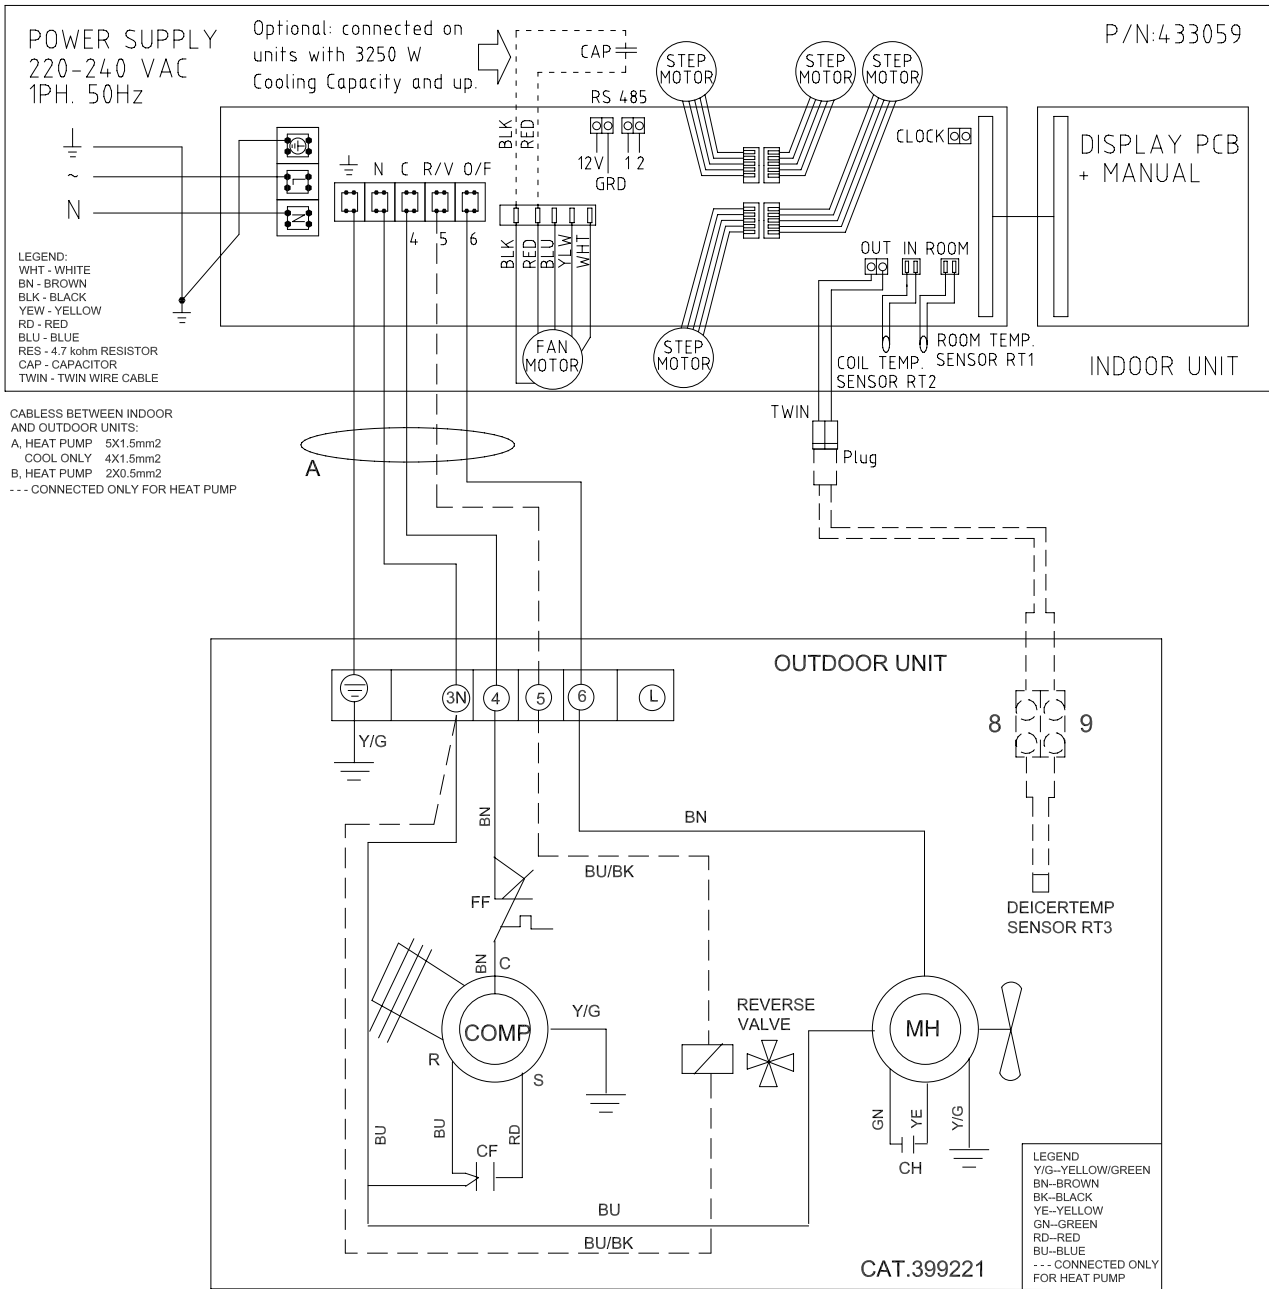 POWER SUPPLY
220-240 VAC
1PH. 50Hz
Optional: connected on
units with 3250 W
Cooling Capacity and up.
CAP
P/N:433059
STEP
MOTOR
STEP
MOTOR
STEP
MOTOR
BLK
RED
RS 485
12V
GRD
1 2
CLOCK
DISPLAY PCB
+ MANUAL
~
L
N
N
N C R/V O/F
4
5
6
BLK
RED
BLU
YLW
WHT
OUT IN ROOM
LEGEND:
WHT - WHITE
BN - BROWN
BLK - BLACK
YEW - YELLOW
RD - RED
BLU - BLUE
RES - 4.7 kohm RESISTOR
CAP - CAPACITOR
TWIN - TWIN WIRE CABLE
FAN
MOTOR
STEP
MOTOR
COIL TEMP.
SENSOR RT2
ROOM TEMP.
SENSOR RT1
INDOOR UNIT
CABLESS BETWEEN INDOOR
AND OUTDOOR UNITS:
A, HEAT PUMP 5X1.5mm2
COOL ONLY 4X1.5mm2
B, HEAT PUMP 2X0.5mm2
--- CONNECTED ONLY FOR HEAT PUMP
A
TWIN
Plug
OUTDOOR UNIT
3N
4
5
6
L
8
9
Y/G
BN
BN
BU/BK
FF
DEICERTEMP
SENSOR RT3
BN
C
COMP
Y/G
R
S
REVERSE
VALVE
MH
BU
BU
RD
CF
GN
YE
Y/G
CH
BU
BU/BK
LEGEND
Y/G--YELLOW/GREEN
BN--BROWN
BK--BLACK
YE--YELLOW
GN--GREEN
RD--RED
BU--BLUE
--- CONNECTED ONLY
FOR HEAT PUMP
CAT.399221